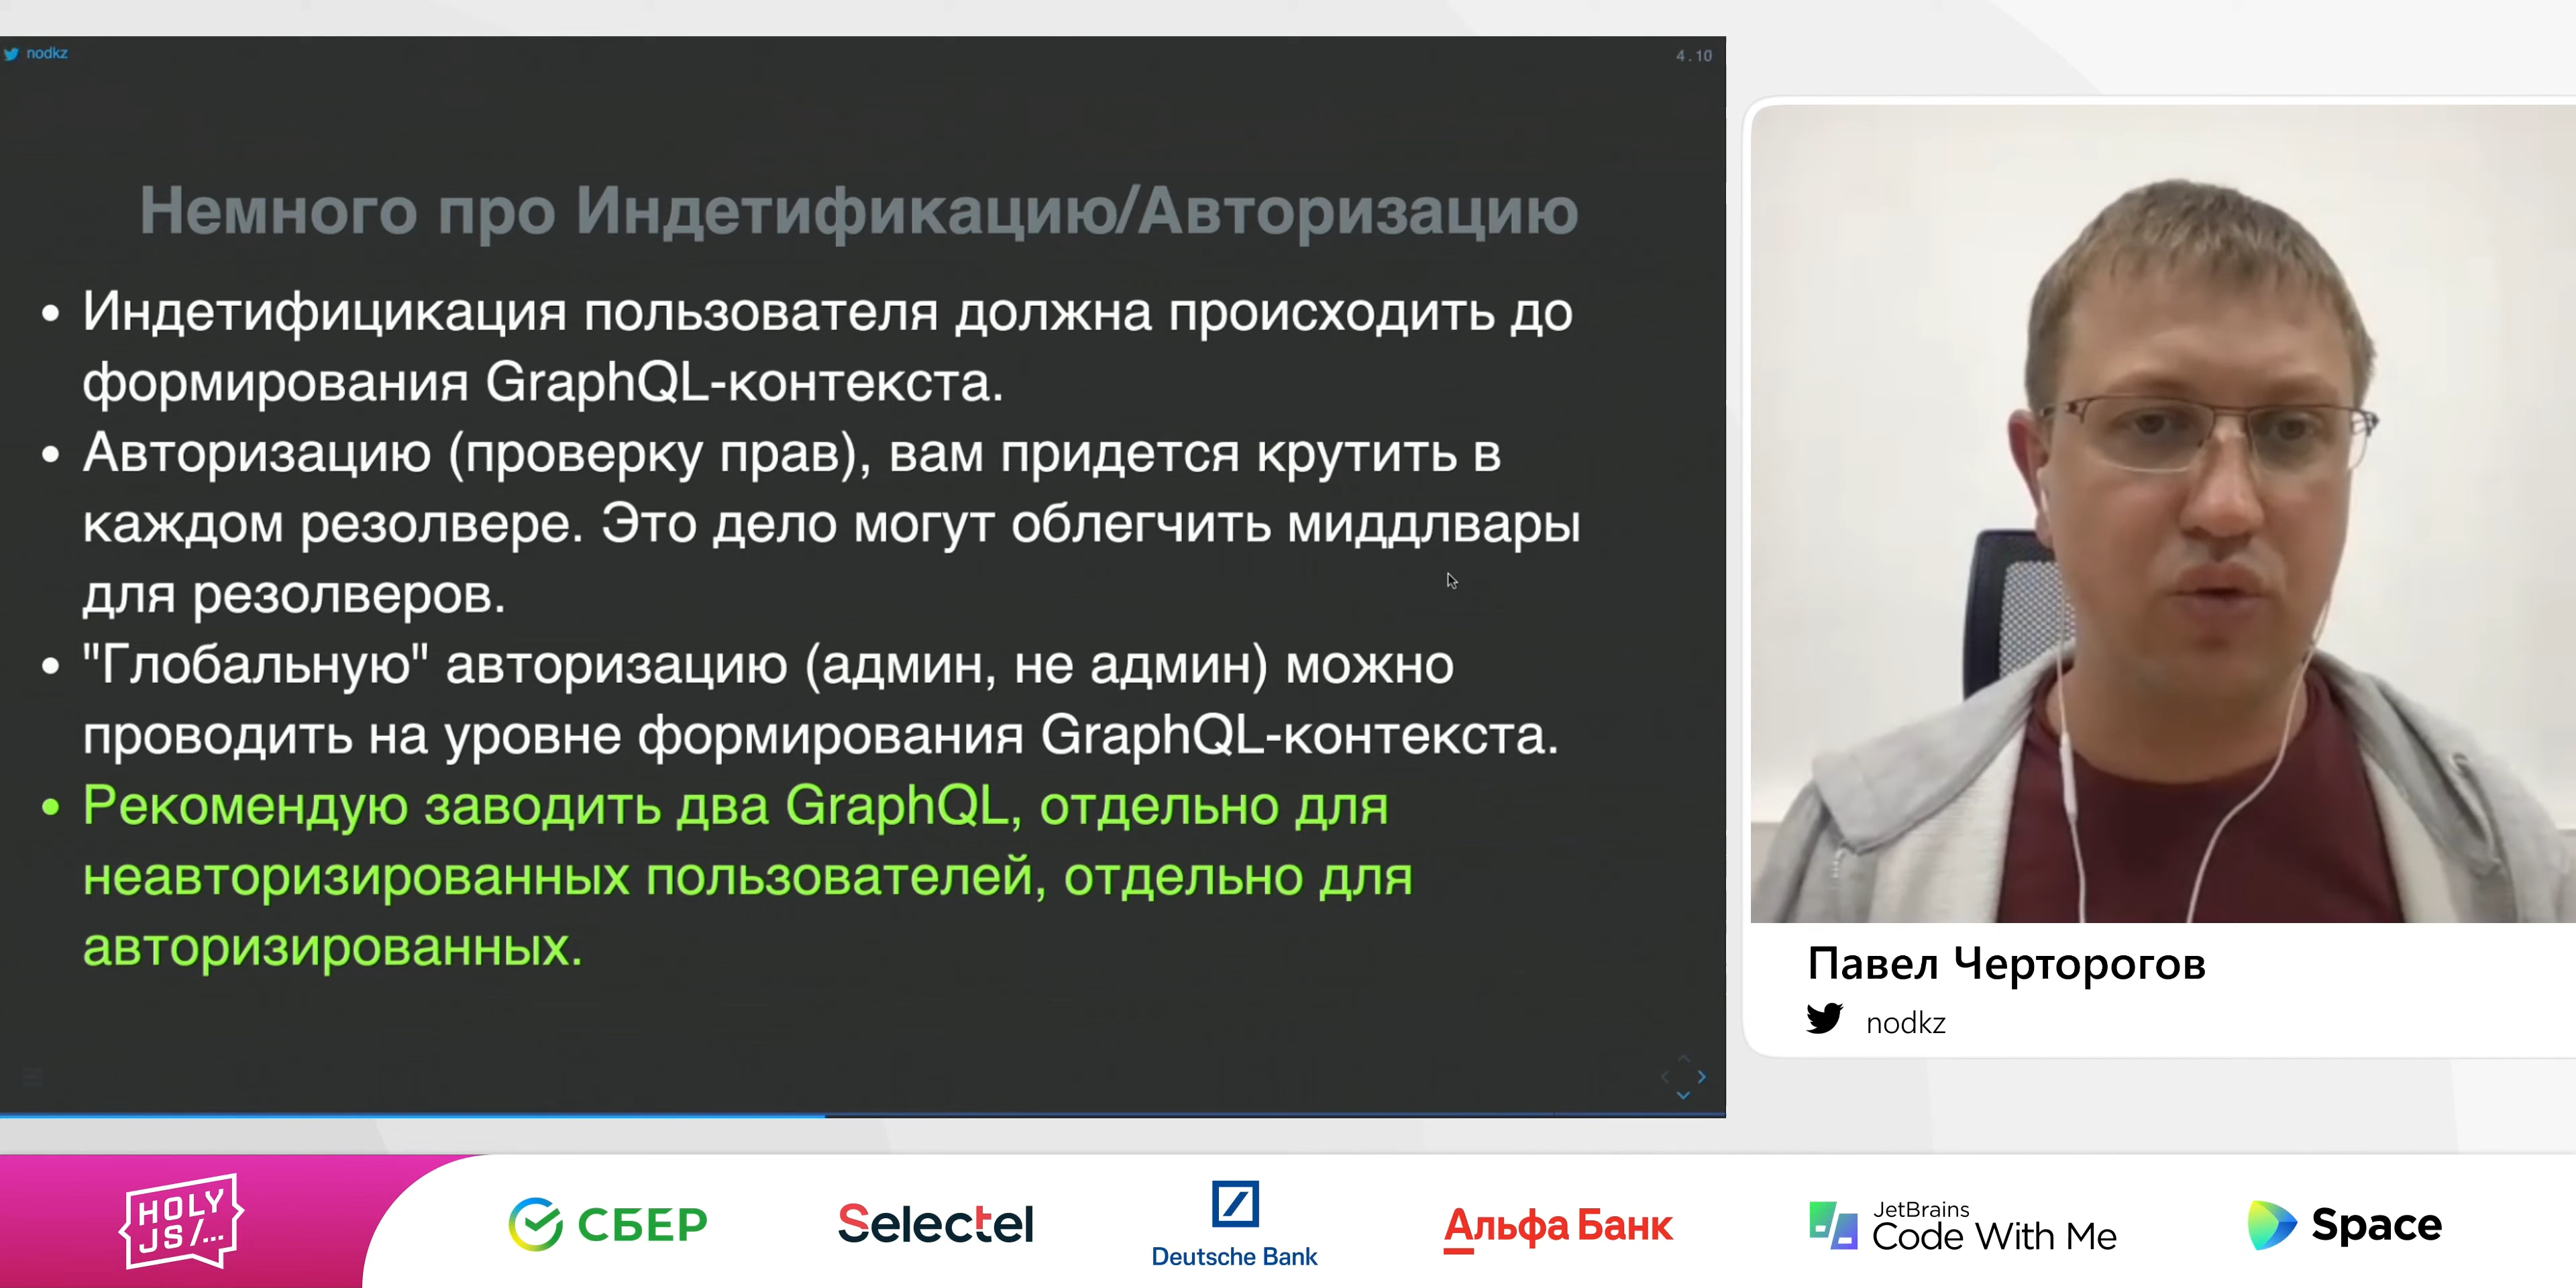 nodkz
4.10
Немного про Индетификацию/Авторизацию
• Индетифицикация пользователя должна происходить до
формирования GraphQL-контекста.
• Авторизацию (проверку прав), вам придется крутить в
каждом резолвере. Это дело могут облегчить миддлвары
для резолверов.
• "Глобальную" авторизацию (админ, не админ) можно
проводить на уровне формирования GraphQL-контекста.
• Рекомендую заводить два GraphQL, отдельно для
неавторизированных пользователей, отдельно для
авторизированных.
Павел Черторогов
nodkz
HOLY
JS/...
СБЕР
Selectel
Deutsche Bank
Альфа Банк
JetBrains
Code With Me
Space